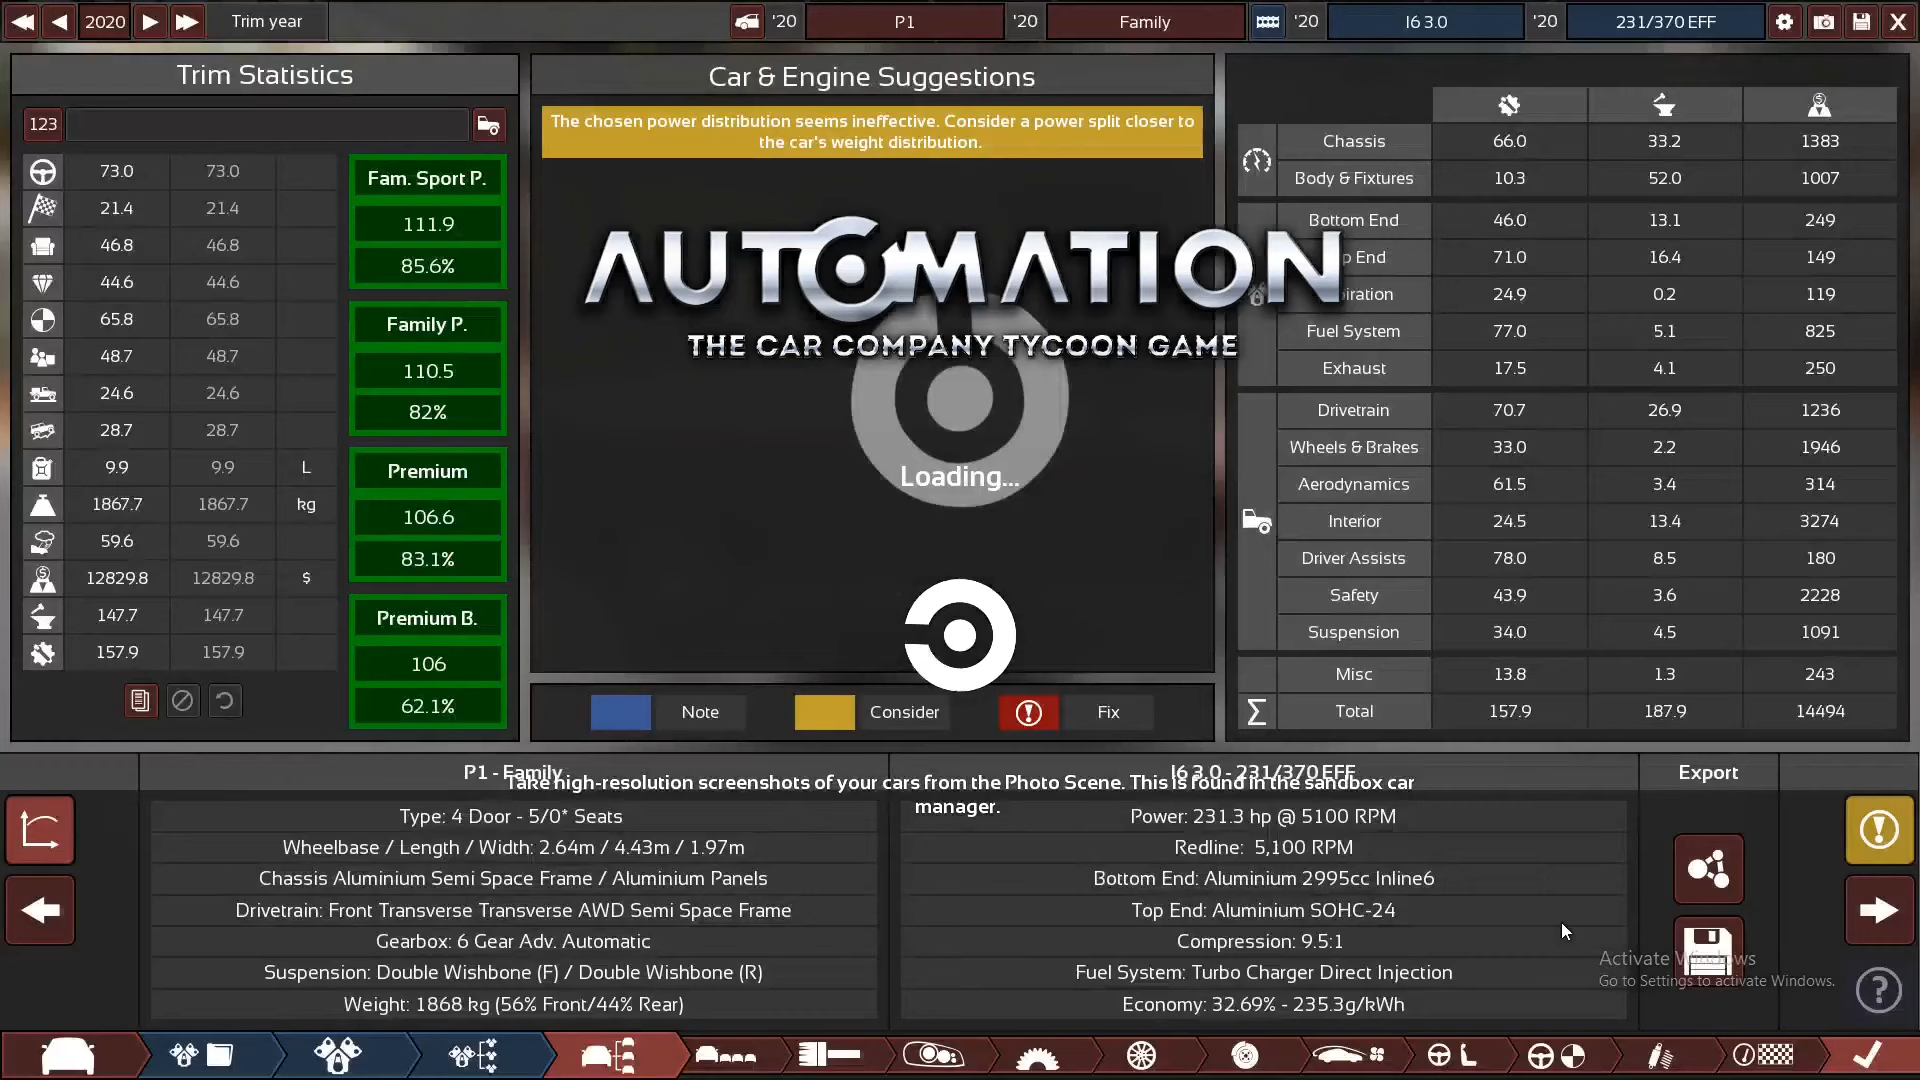 2020
Trim year
'20
P1
'20
Family
'20
I6 3.0
'20
231/370 EFF
X
Trim Statistics
123
73.0 73.0
21.4 21.4
46.8 46.8
44.6 44.6
65.8 65.8
48.7 48.7
24.6 24.6
28.7 28.7
9.9 9.9 L
1867.7 1867.7 kg
59.6 59.6
12829.8 12829.8 $
147.7 147.7
157.9 157.9
Fam. Sport P.
111.9
85.6%
Family P.
110.5
82%
Premium
106.6
83.1%
Premium B.
106
62.1%
Car & Engine Suggestions
The chosen power distribution seems ineffective. Consider a power split closer to
the car's weight distribution.
AUTOMATION
THE CAR COMPANY TYCOON GAME
Loading...
Note
Consider
Fix
Chassis 66.0 33.2 1383
Body & Fixtures 10.3 52.0 1007
Bottom End 46.0 13.1 249
End 71.0 16.4 149
24.9 0.2 119
Fuel System 77.0 5.1 825
Exhaust 17.5 4.1 250
Drivetrain 70.7 26.9 1236
Wheels & Brakes 33.0 2.2 1946
Aerodynamics 61.5 3.4 314
Interior 24.5 13.4 3274
Driver Assists 78.0 8.5 180
Safety 43.9 3.6 2228
Suspension 34.0 4.5 1091
Misc 13.8 1.3 243
Σ Total 157.9 187.9 14494
P1 - Family
Take high-resolution screenshots of your cars from the Photo Scene. This is found in the sandbox car
manager.
Type: 4 Door - 5/0* Seats
Wheelbase / Length / Width: 2.64m / 4.43m / 1.97m
Chassis Aluminium Semi Space Frame / Aluminium Panels
Drivetrain: Front Transverse Transverse AWD Semi Space Frame
Gearbox: 6 Gear Adv. Automatic
Suspension: Double Wishbone (F) / Double Wishbone (R)
Weight: 1868 kg (56% Front/44% Rear)
I6 3.0 - 231/370 EFF
Power: 231.3 hp @ 5100 RPM
Redline: 5,100 RPM
Bottom End: Aluminium 2995cc Inline6
Top End: Aluminium SOHC-24
Compression: 9.5:1
Fuel System: Turbo Charger Direct Injection
Economy: 32.69% - 235.3g/kWh
Export
Activate Windows
Go to Settings to activate Windows.
?